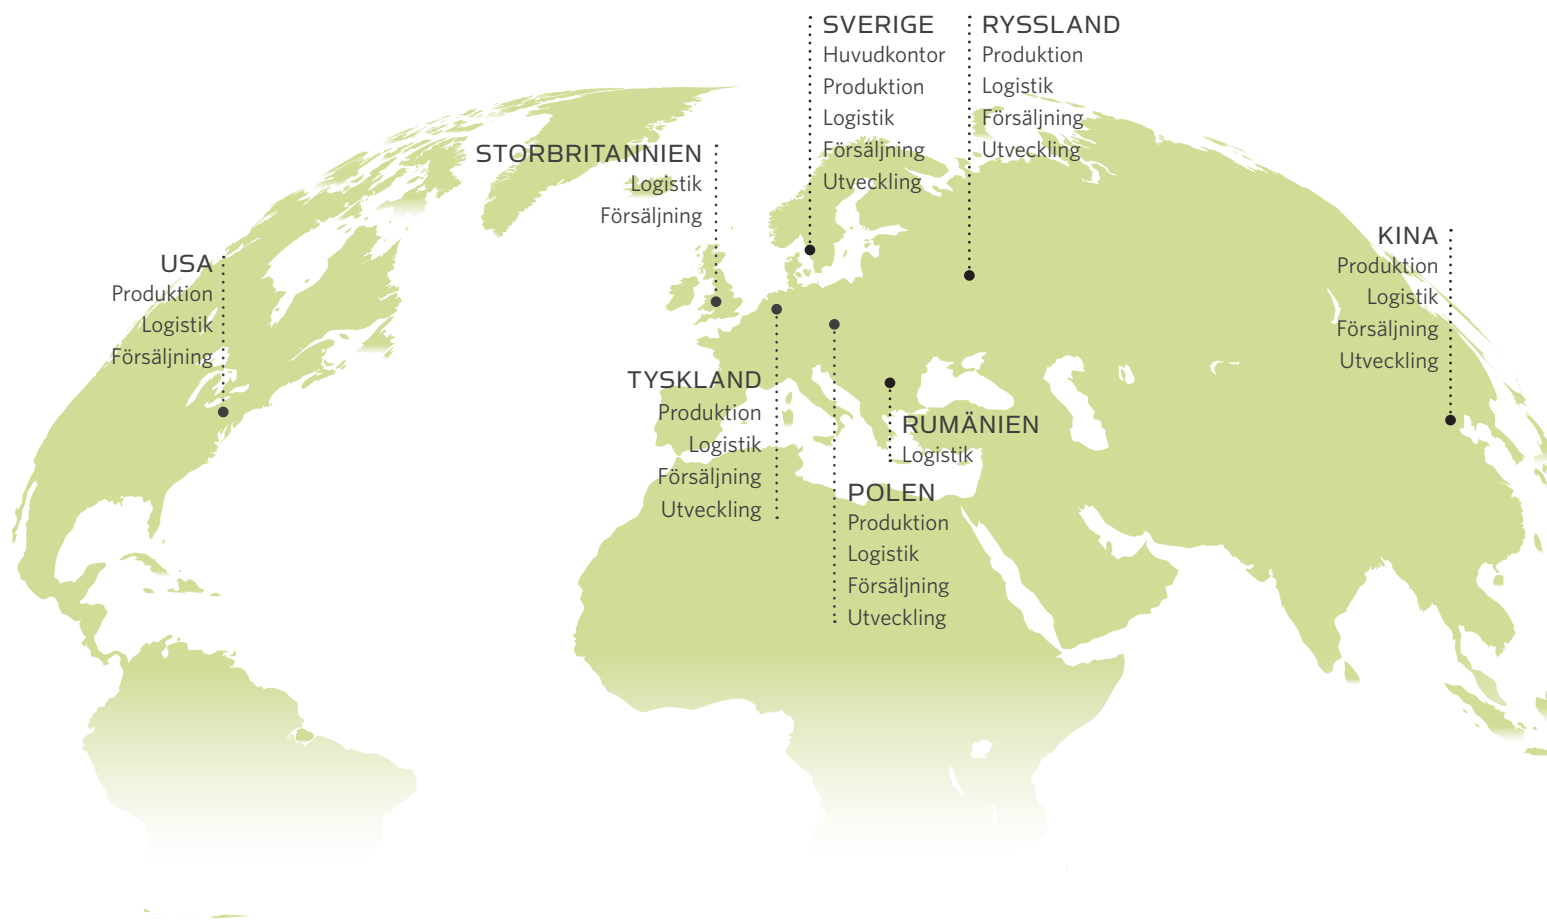 SVERIGE
Huvudkontor
Produktion
Logistik
Försäljning
Utveckling
RYSSLAND
Produktion
Logistik
Försäljning
Utveckling
STORBRITANNIEN
Logistik
Försäljning
USA
Produktion
Logistik
Försäljning
KINA
Produktion
Logistik
Försäljning
Utveckling
TYSKLAND
Produktion
Logistik
Försäljning
Utveckling
RUMÄNIEN
Logistik
POLEN
Produktion
Logistik
Försäljning
Utveckling